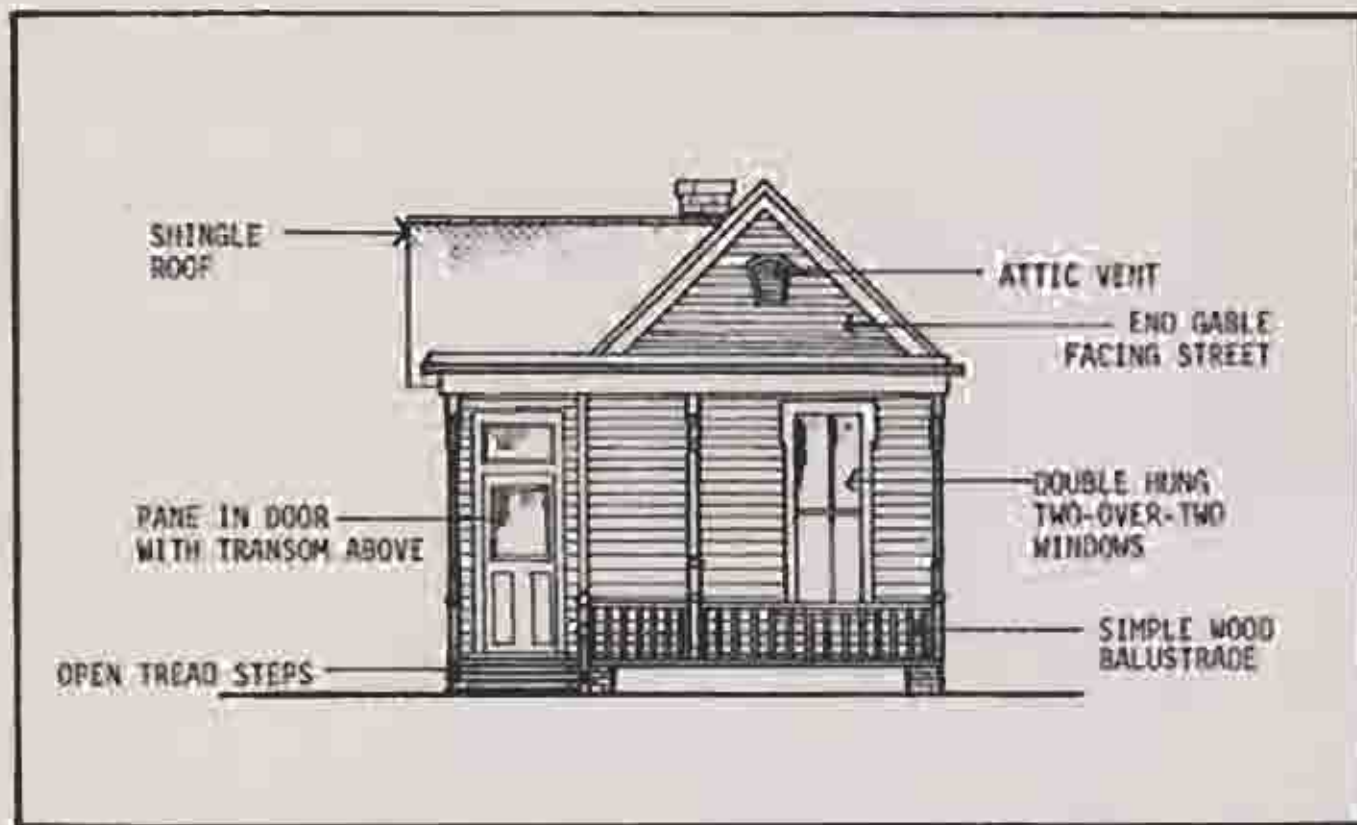 SHINGLE
ROOF
ATTIC VENT
END GABLE
FACING STREET
PANE IN DOOR
WITH TRANSOM ABOVE
DOUBLE HUNG
TWO-OVER-TWO
WINDOWS
SIMPLE WOOD
BALUSTRADE
OPEN TREAD STEPS